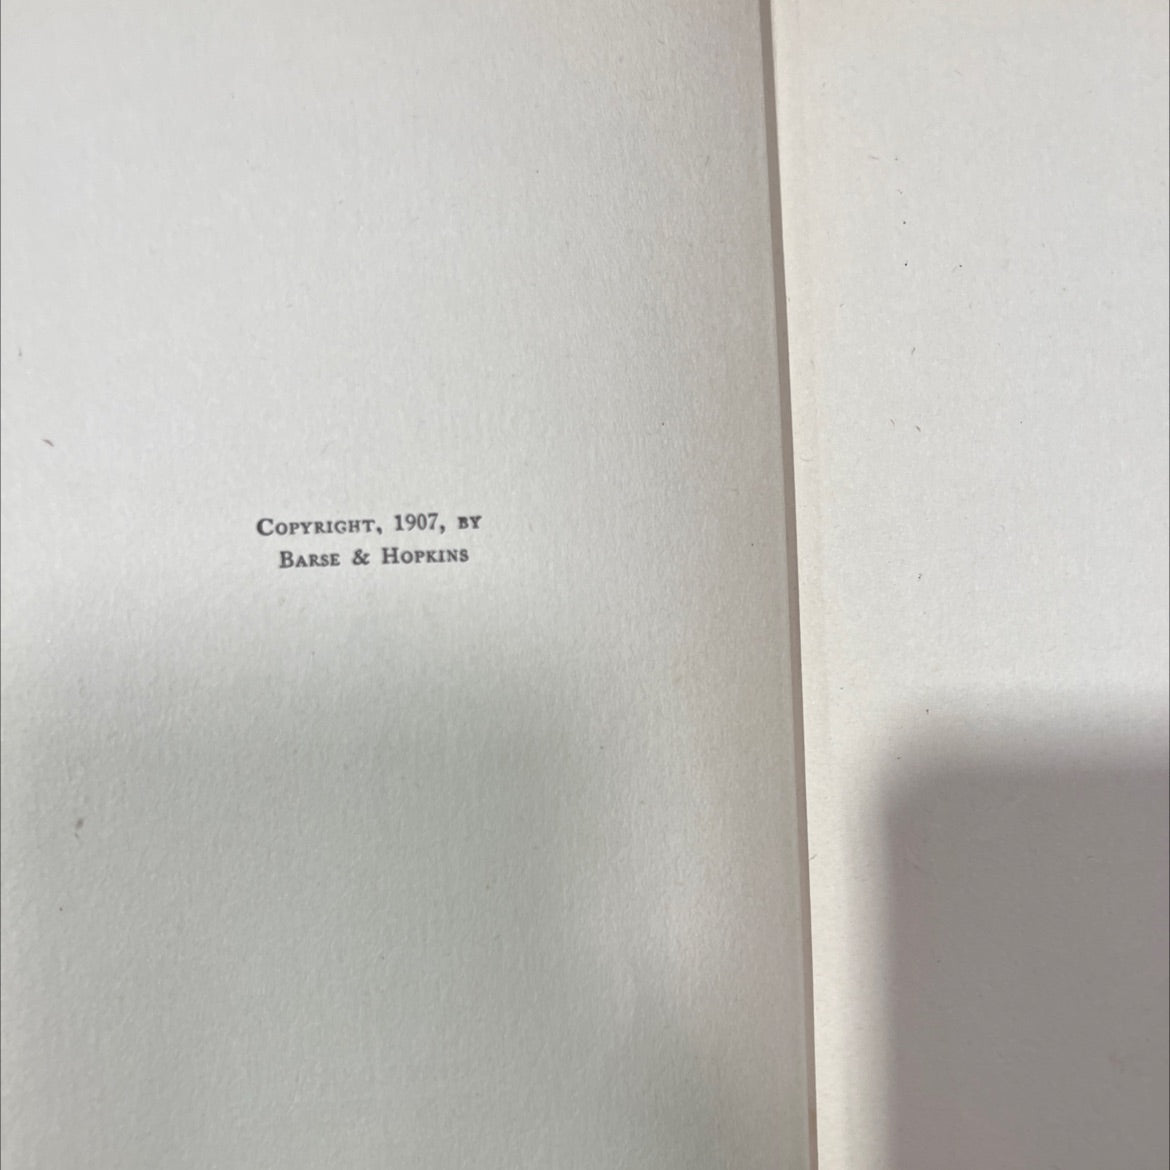 Copyright, 1907, by
Barse & Hopkins